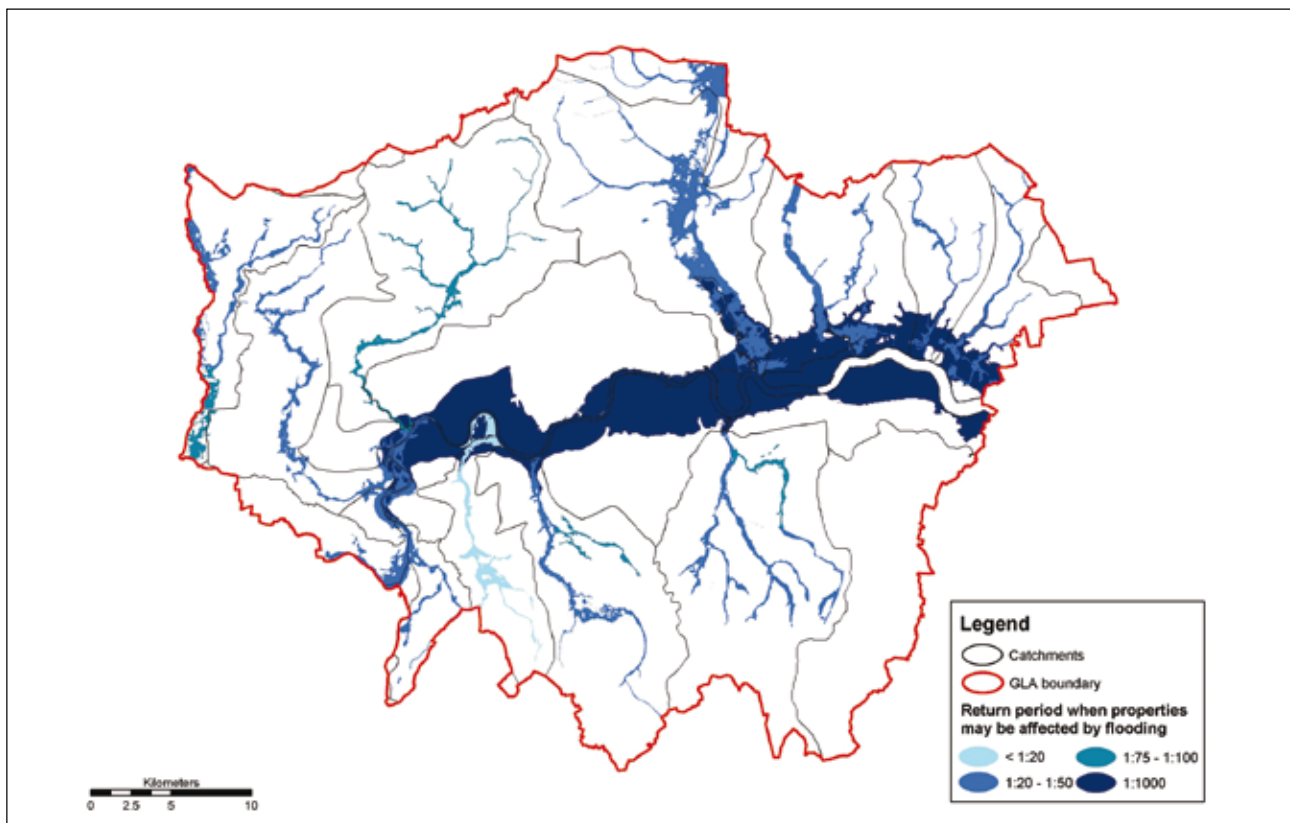 Legend
Catchments
GLA boundary
Return period when properties
may be affected by flooding
< 1:20
1:75 - 1:100
1:20 - 1:50
1:1000
Kilometers
0 2.5 5 10